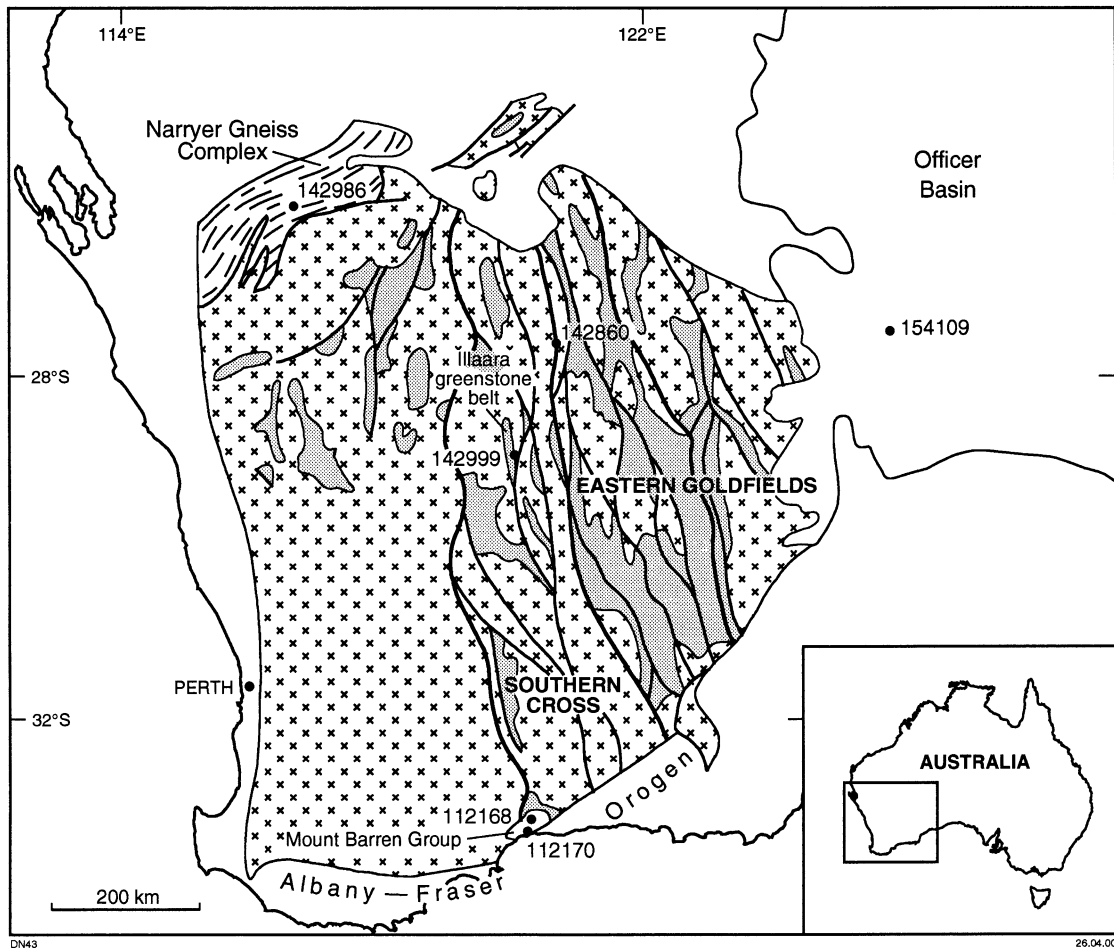 114°E
122°E
Narryer Gneiss
Complex
142986
Officer
Basin
154109
142860
28°S
Illaara
greenstone
belt
142999
EASTERN GOLDFIELDS
PERTH
SOUTHERN
CROSS
32°S
AUSTRALIA
112168
Mount Barren Group
112170
Albany — Fraser
Orogen
200 km
DN43
26.04.00